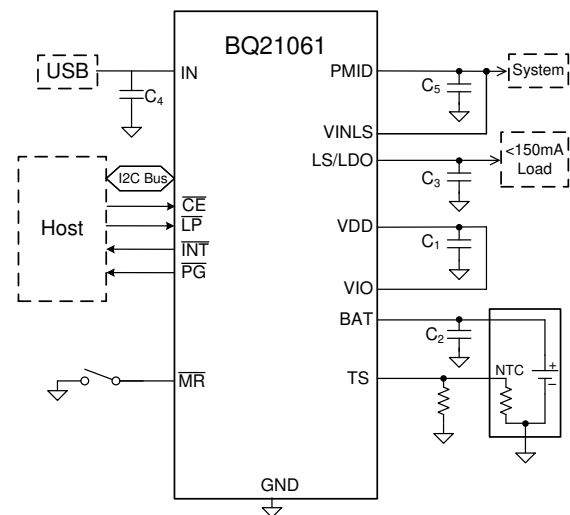 BQ21061
USB
IN
C4
I2C Bus
Host
CE
LP
INT
PG
MR
GND
PMID
C5
System
VINLS
LS/LDO
C3
<150mA
Load
VDD
C1
VIO
BAT
C2
TS
NTC
+
−